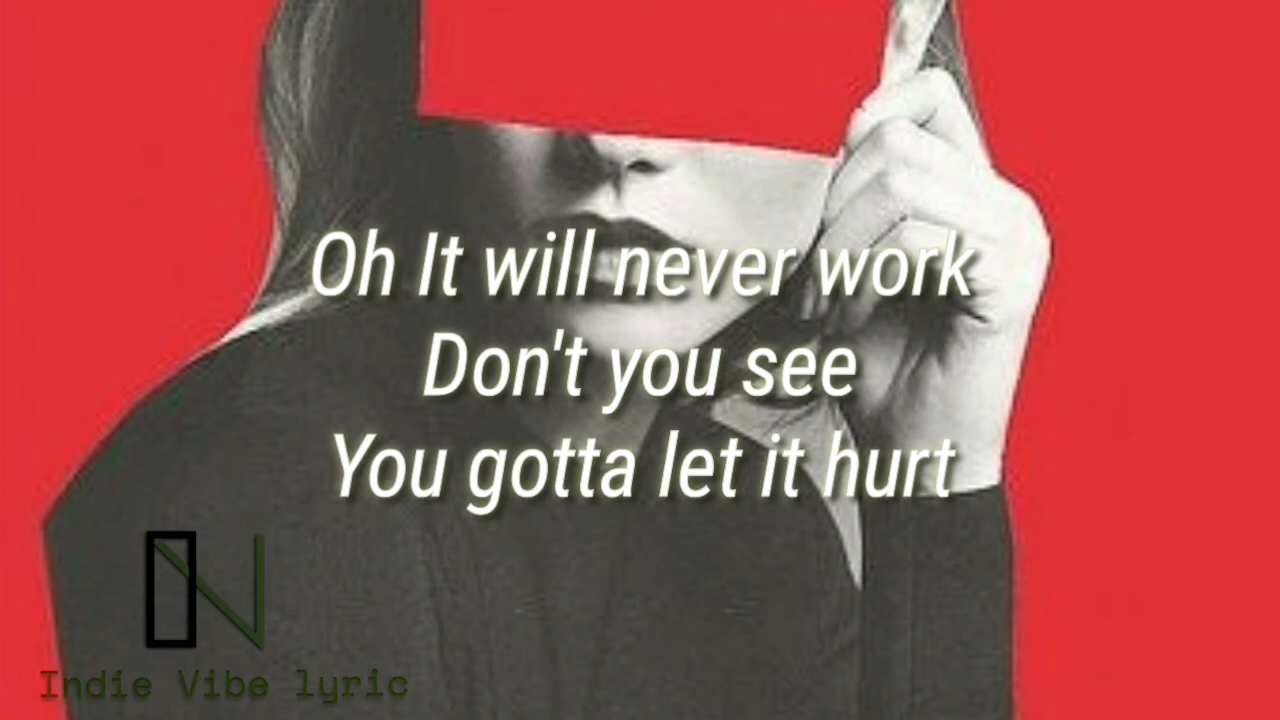 Oh It will never work
Don't you see
You gotta let it hurt
N
Indie Vibe lyric